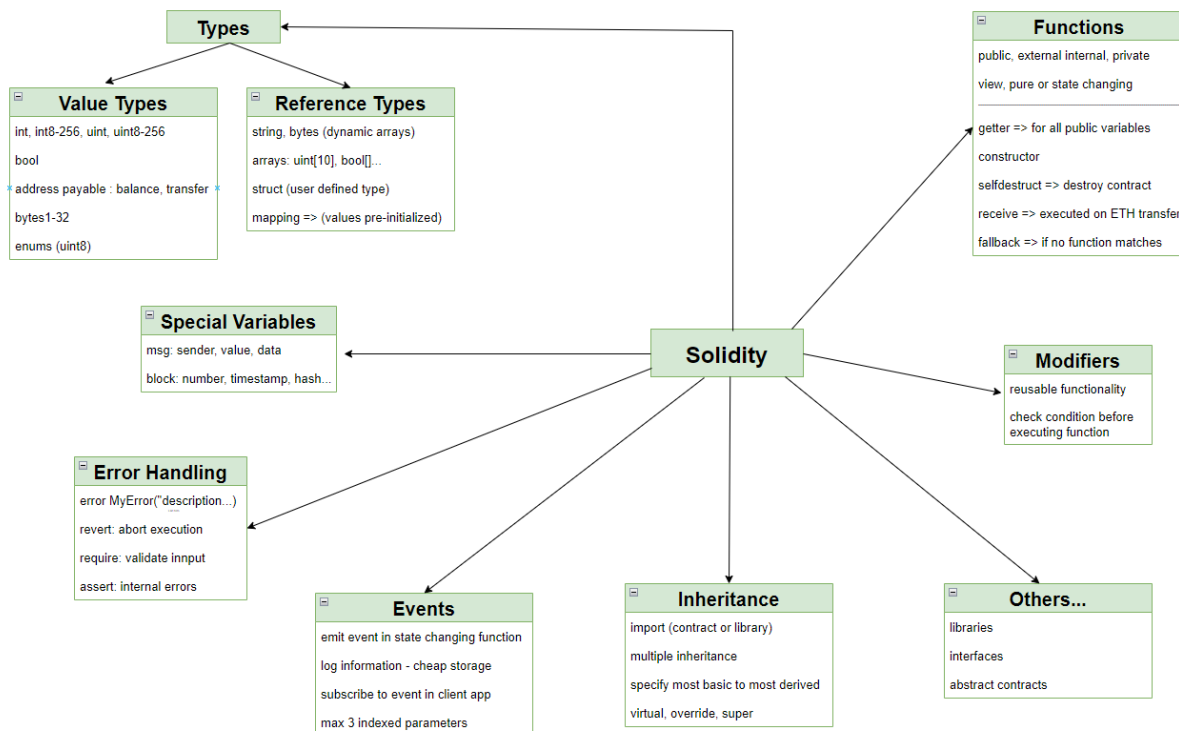 Types
Value Types
int, int8-256, uint, uint8-256
bool
address payable : balance, transfer
bytes1-32
enums (uint8)
Reference Types
string, bytes (dynamic arrays)
arrays: uint[10], bool[]...
struct (user defined type)
mapping => (values pre-initialized)
Functions
public, external internal, private
view, pure or state changing
getter => for all public variables
constructor
selfdestruct => destroy contract
receive => executed on ETH transfer
fallback => if no function matches
Special Variables
msg: sender, value, data
block: number, timestamp, hash...
Solidity
Modifiers
reusable functionality
check condition before
executing function
Error Handling
error MyError("description...)
revert: abort execution
require: validate innput
assert: internal errors
Events
emit event in state changing function
log information - cheap storage
subscribe to event in client app
max 3 indexed parameters
Inheritance
import (contract or library)
multiple inheritance
specify most basic to most derived
virtual, override, super
Others...
libraries
interfaces
abstract contracts